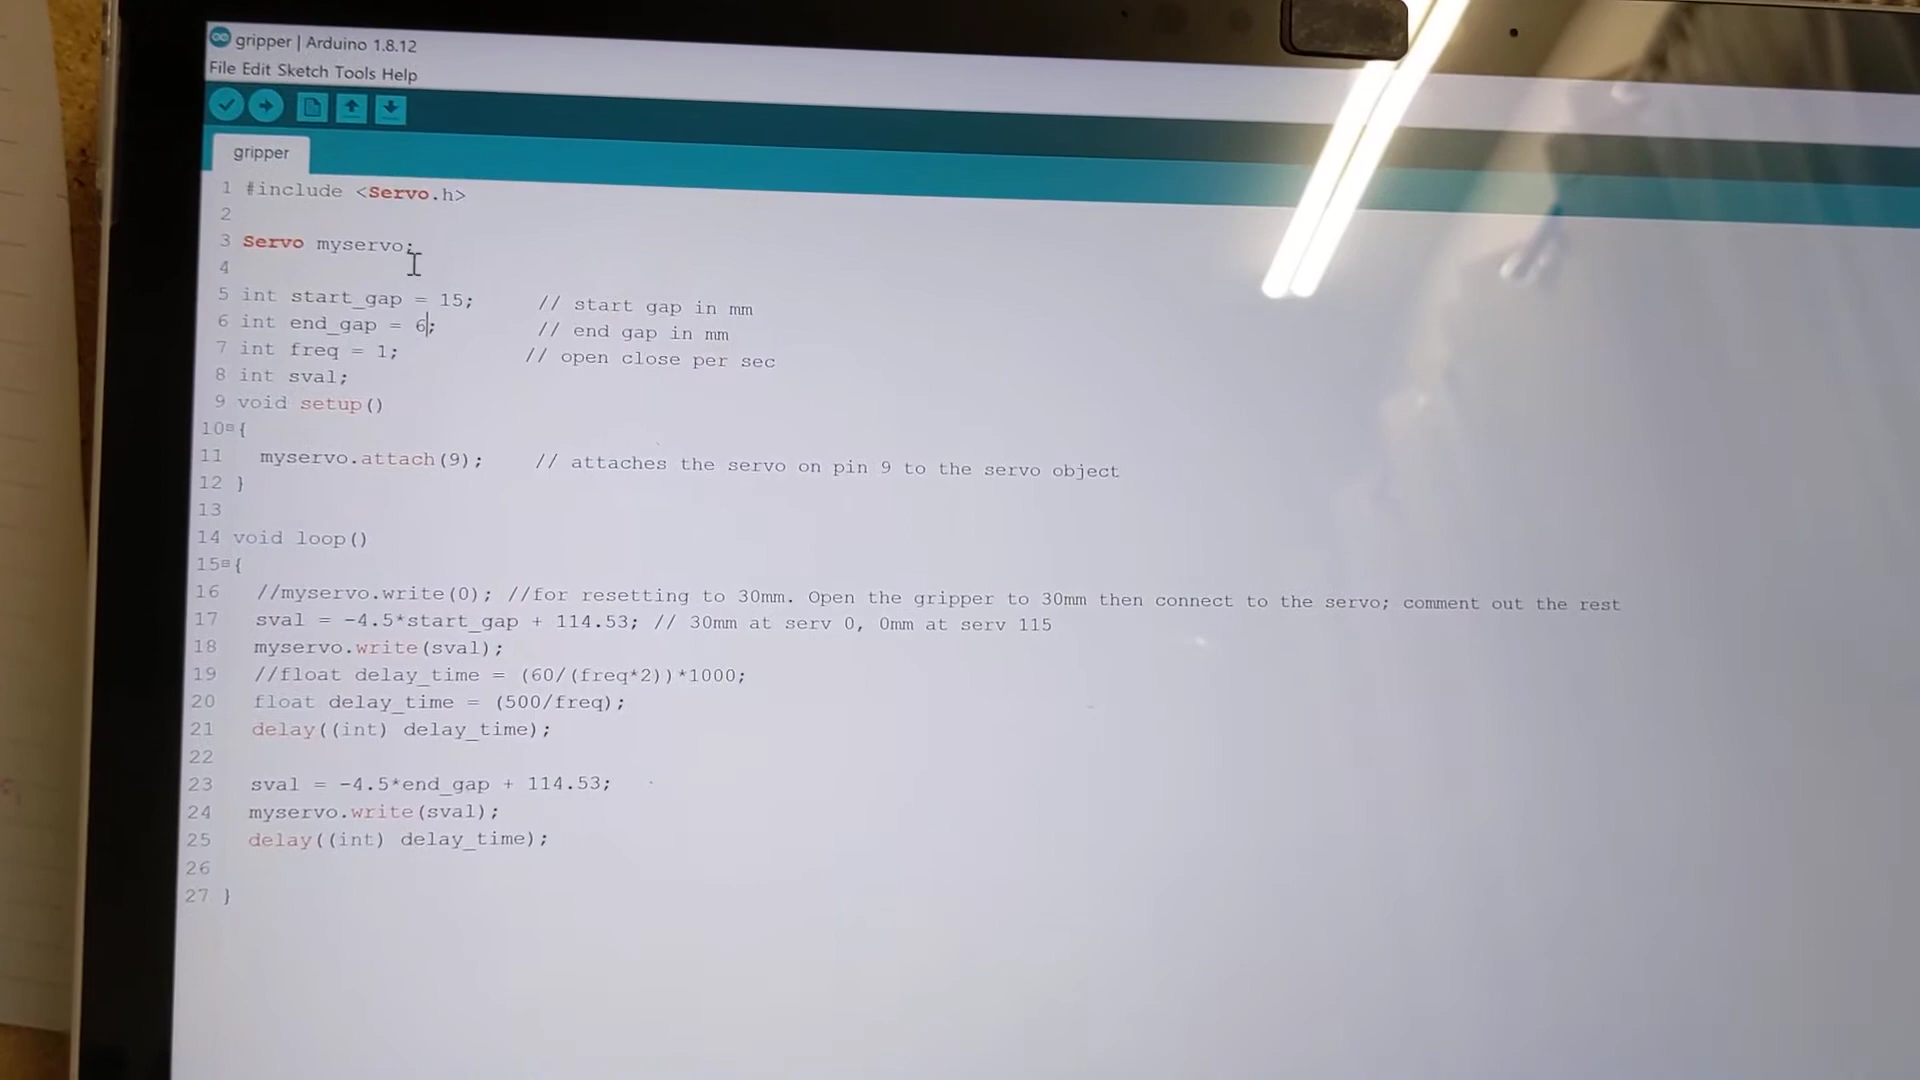 gripper | Arduino 1.8.12
File Edit Sketch Tools Help
gripper
1 #include <Servo.h>
2
3 Servo myservo;
4
5 int start_gap = 15; // start gap in mm
6 int end_gap = 6; // end gap in mm
7 int freq = 1; // open close per sec
8 int sval;
9 void setup()
10 {
11 myservo.attach(9); // attaches the servo on pin 9 to the servo object
12 }
13
14 void loop()
15 {
16 //myservo.write(0); //for resetting to 30mm. Open the gripper to 30mm then connect to the servo; comment out the rest
17 sval = -4.5*start_gap + 114.53; // 30mm at serv 0, 0mm at serv 115
18 myservo.write(sval);
19 //float delay_time = (60/(freq*2))*1000;
20 float delay_time = (500/freq);
21 delay((int) delay_time);
22
23 sval = -4.5*end_gap + 114.53;
24 myservo.write(sval);
25 delay((int) delay_time);
26
27 }